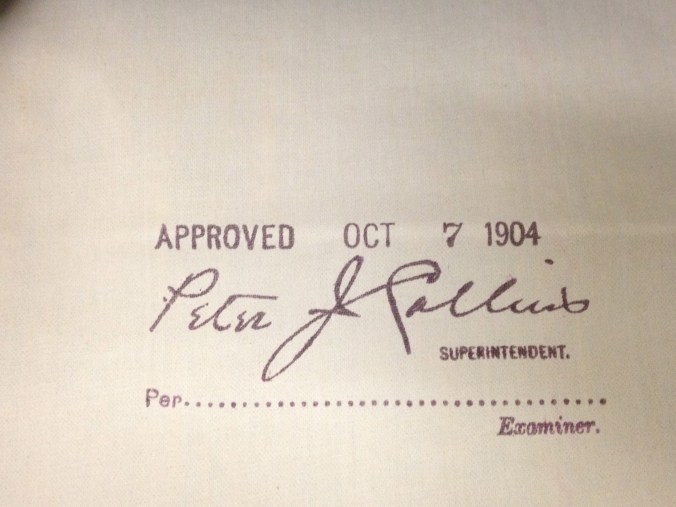 APPROVED OCT 7 1904
Peter J Collins
SUPERINTENDENT.
Per.......................................
Examiner.